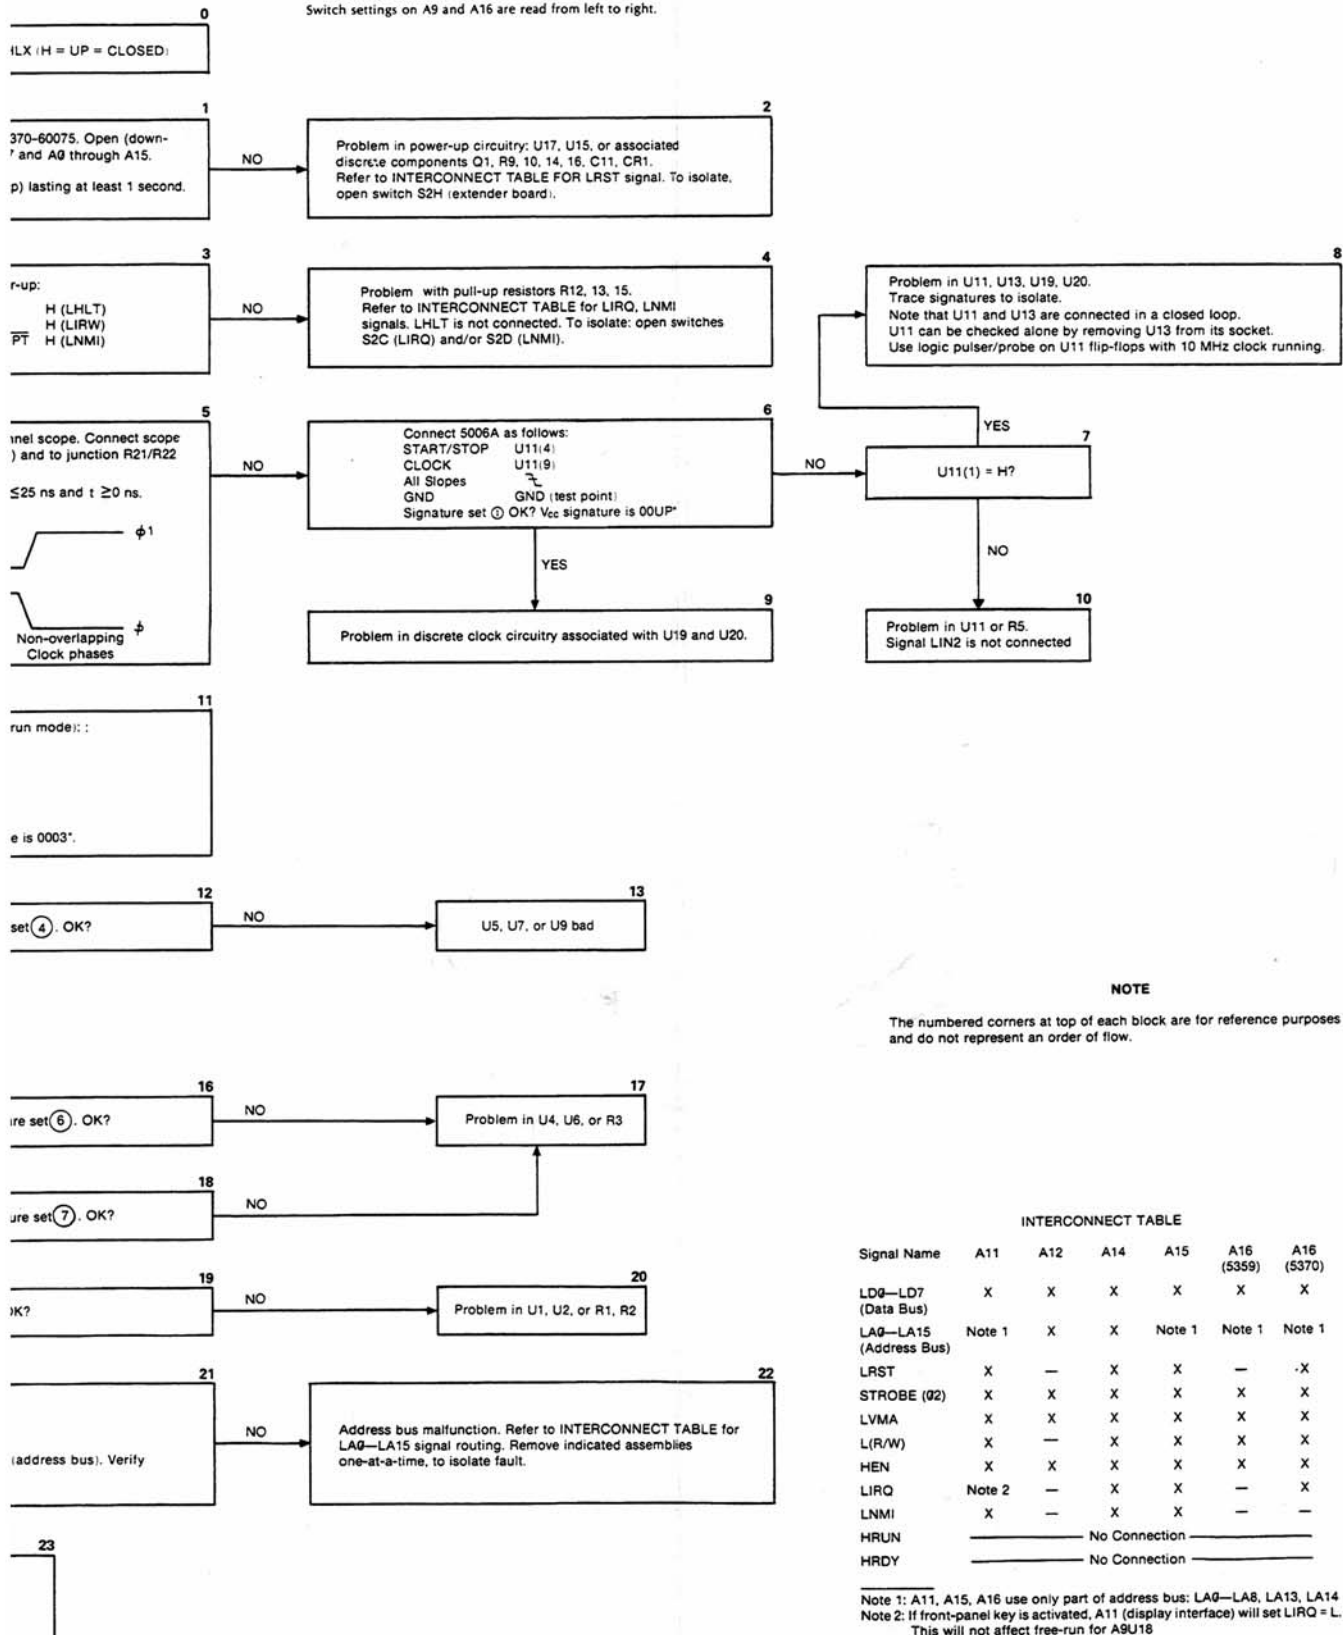 Switch settings on A9 and A16 are read from left to right.
0
HLX (H = UP = CLOSED)
1
370-60075. Open (down-
7 and A0 through A15.
p) lasting at least 1 second.
NO
2
Problem in power-up circuitry: U17, U15, or associated
discrete components Q1, R9, 10, 14, 16, C11, CR1.
Refer to INTERCONNECT TABLE FOR LRST signal. To isolate,
open switch S2H (extender board).
3
r-up:
H (LHLT)
H (LIRW)
PT H (LNMI)
NO
4
Problem with pull-up resistors R12, 13, 15.
Refer to INTERCONNECT TABLE for LIRQ, LNMI
signals. LHLT is not connected. To isolate: open switches
S2C (LIRQ) and/or S2D (LNMI).
8
Problem in U11, U13, U19, U20.
Trace signatures to isolate.
Note that U11 and U13 are connected in a closed loop.
U11 can be checked alone by removing U13 from its socket.
Use logic pulser/probe on U11 flip-flops with 10 MHz clock running.
5
nnel scope. Connect scope
) and to junction R21/R22
≤25 ns and t ≥0 ns.
ϕ1
ϕ
Non-overlapping
Clock phases
NO
6
Connect 5006A as follows:
START/STOP U11(4)
CLOCK U11(9)
All Slopes
GND GND (test point)
Signature set ① OK? Vcc signature is 00UP*
NO
YES
7
U11(1) = H?
YES
NO
9
Problem in discrete clock circuitry associated with U19 and U20.
10
Problem in U11 or R5.
Signal LIN2 is not connected
11
run mode): :
e is 0003*.
12
set ④. OK?
NO
13
U5, U7, or U9 bad
NOTE
The numbered corners at top of each block are for reference purposes
and do not represent an order of flow.
16
ure set ⑥. OK?
NO
17
Problem in U4, U6, or R3
18
ure set ⑦. OK?
NO
19
OK?
NO
20
Problem in U1, U2, or R1, R2
21
(address bus). Verify
NO
22
Address bus malfunction. Refer to INTERCONNECT TABLE for
LA0—LA15 signal routing. Remove indicated assemblies
one-at-a-time, to isolate fault.
23
INTERCONNECT TABLE
Signal Name A11 A12 A14 A15 A16 (5359) A16 (5370)
LD0—LD7 X X X X X X
(Data Bus)
LA0—LA15 Note 1 X X Note 1 Note 1 Note 1
(Address Bus)
LRST X — X X — X
STROBE (02) X X X X X X
LVMA X X X X X X
L(R/W) X — X X X X
HEN X X X X X X
LIRQ Note 2 — X X — X
LNMI X — X X — —
HRUN No Connection
HRDY No Connection
Note 1: A11, A15, A16 use only part of address bus: LA0—LA8, LA13, LA14
Note 2: If front-panel key is activated, A11 (display interface) will set LIRQ = L.
This will not affect free-run for A9U18